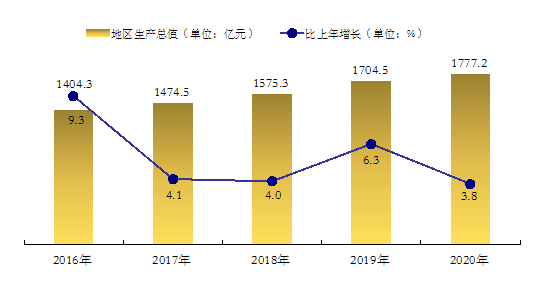 地区生产总值（单位：亿元） 比上年增长（单位：%）
1404.3 1474.5 1575.3 1704.5 1777.2
9.3 4.1 4.0 6.3 3.8
2016年 2017年 2018年 2019年 2020年